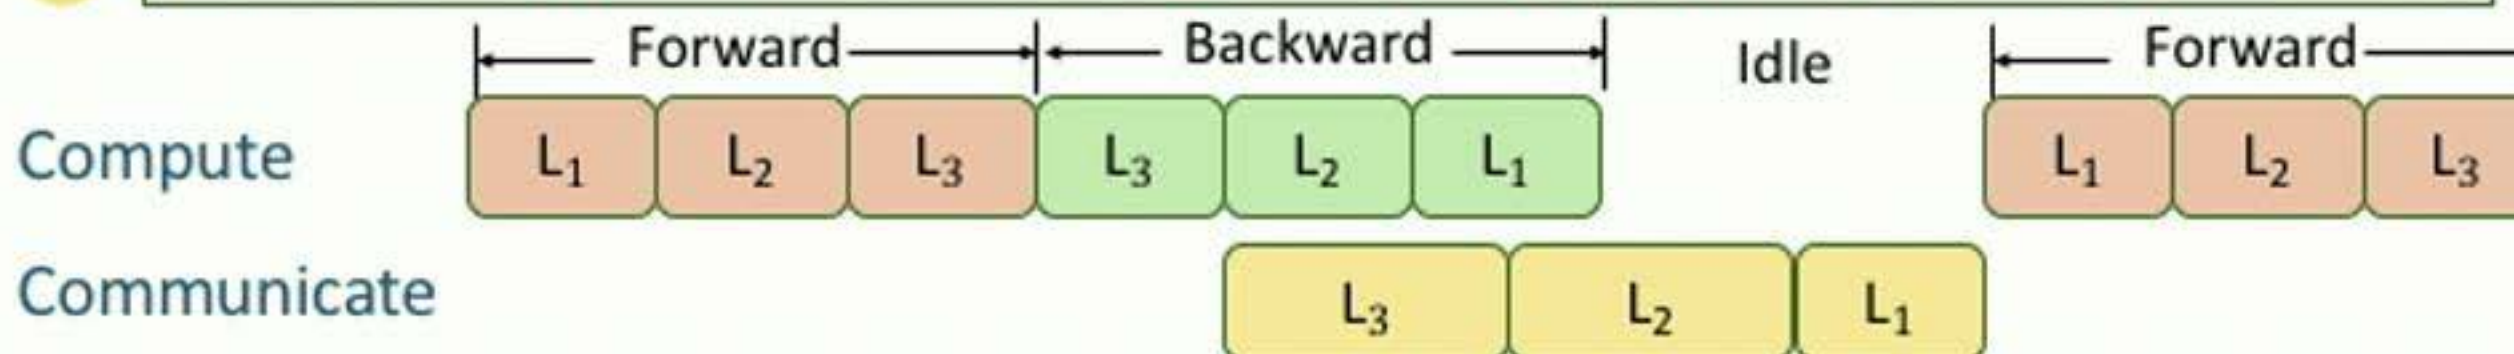 Forward Backward Idle Forward
Compute L₁ L₂ L₃ L₃ L₂ L₁ L₁ L₂ L₃
Communicate L₃ L₂ L₁